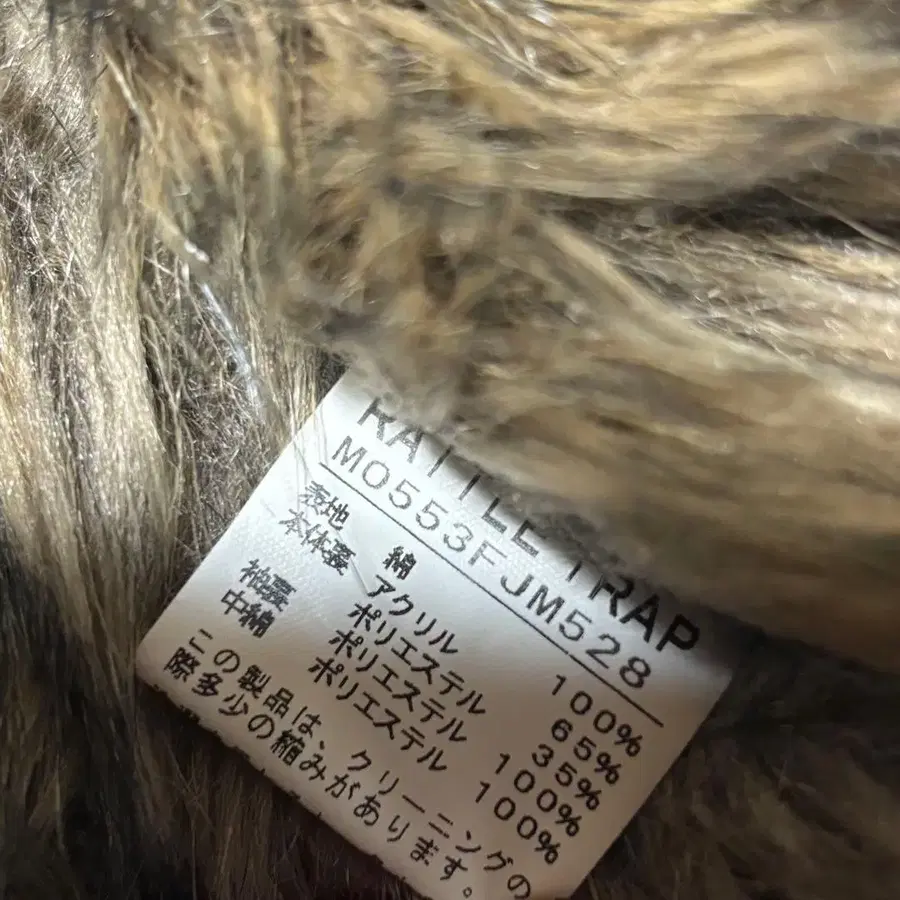 RATTLE TRAP
M0553FJM528
表地 綿 100%
本体裏 アクリル 65%
ポリエステル 35%
袖裏 ポリエステル 100%
中綿 ポリエステル 100%
この製品は、クリーニングの
際多少の縮みがあります。